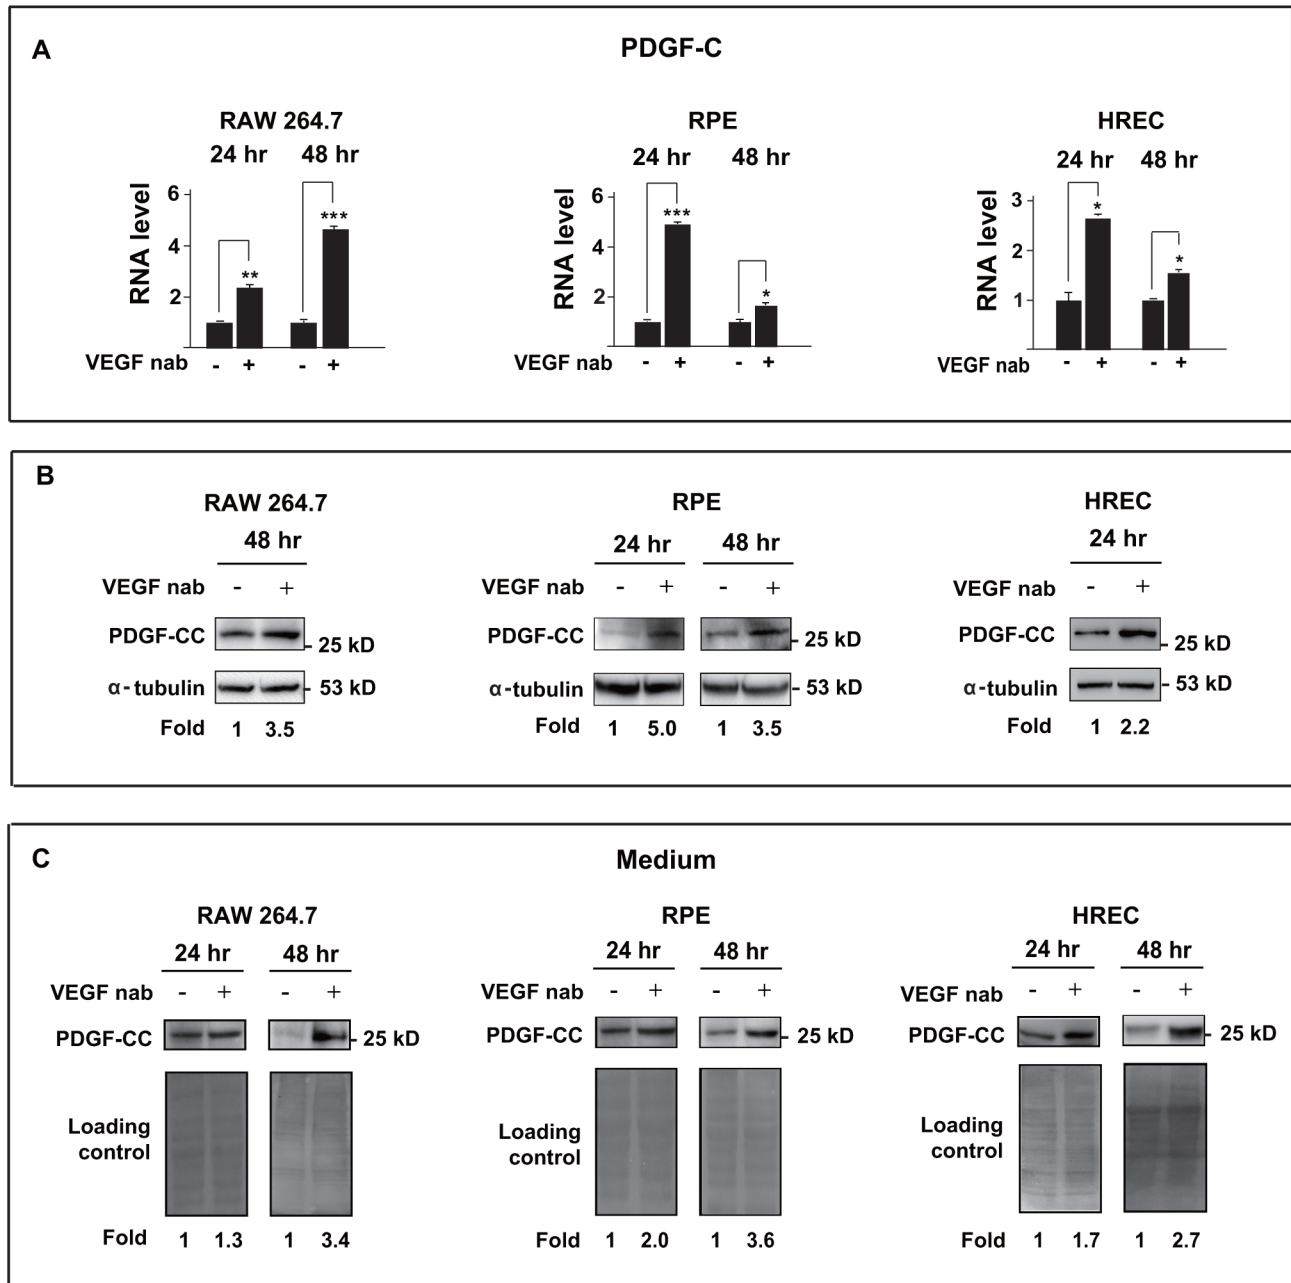 A
PDGF-C
RAW 264.7 RPE HREC
24 hr 48 hr 24 hr 48 hr 24 hr 48 hr
RNA level RNA level RNA level
6 6 3
4 4 2
2 2 1
** *** *** * * *
VEGF nab - + - + VEGF nab - + - + VEGF nab - + - +
B
RAW 264.7 RPE HREC
48 hr 24 hr 48 hr 24 hr
VEGF nab - + VEGF nab - + - + VEGF nab - +
PDGF-CC 25 kD PDGF-CC 25 kD PDGF-CC 25 kD
α-tubulin 53 kD α-tubulin 53 kD α-tubulin 53 kD
Fold 1 3.5 Fold 1 5.0 1 3.5 Fold 1 2.2
C
Medium
RAW 264.7 RPE HREC
24 hr 48 hr 24 hr 48 hr 24 hr 48 hr
VEGF nab - + - + VEGF nab - + - + VEGF nab - + - +
PDGF-CC 25 kD PDGF-CC 25 kD PDGF-CC 25 kD
Loading Loading Loading
control control control
Fold 1 1.3 1 3.4 Fold 1 2.0 1 3.6 Fold 1 1.7 1 2.7